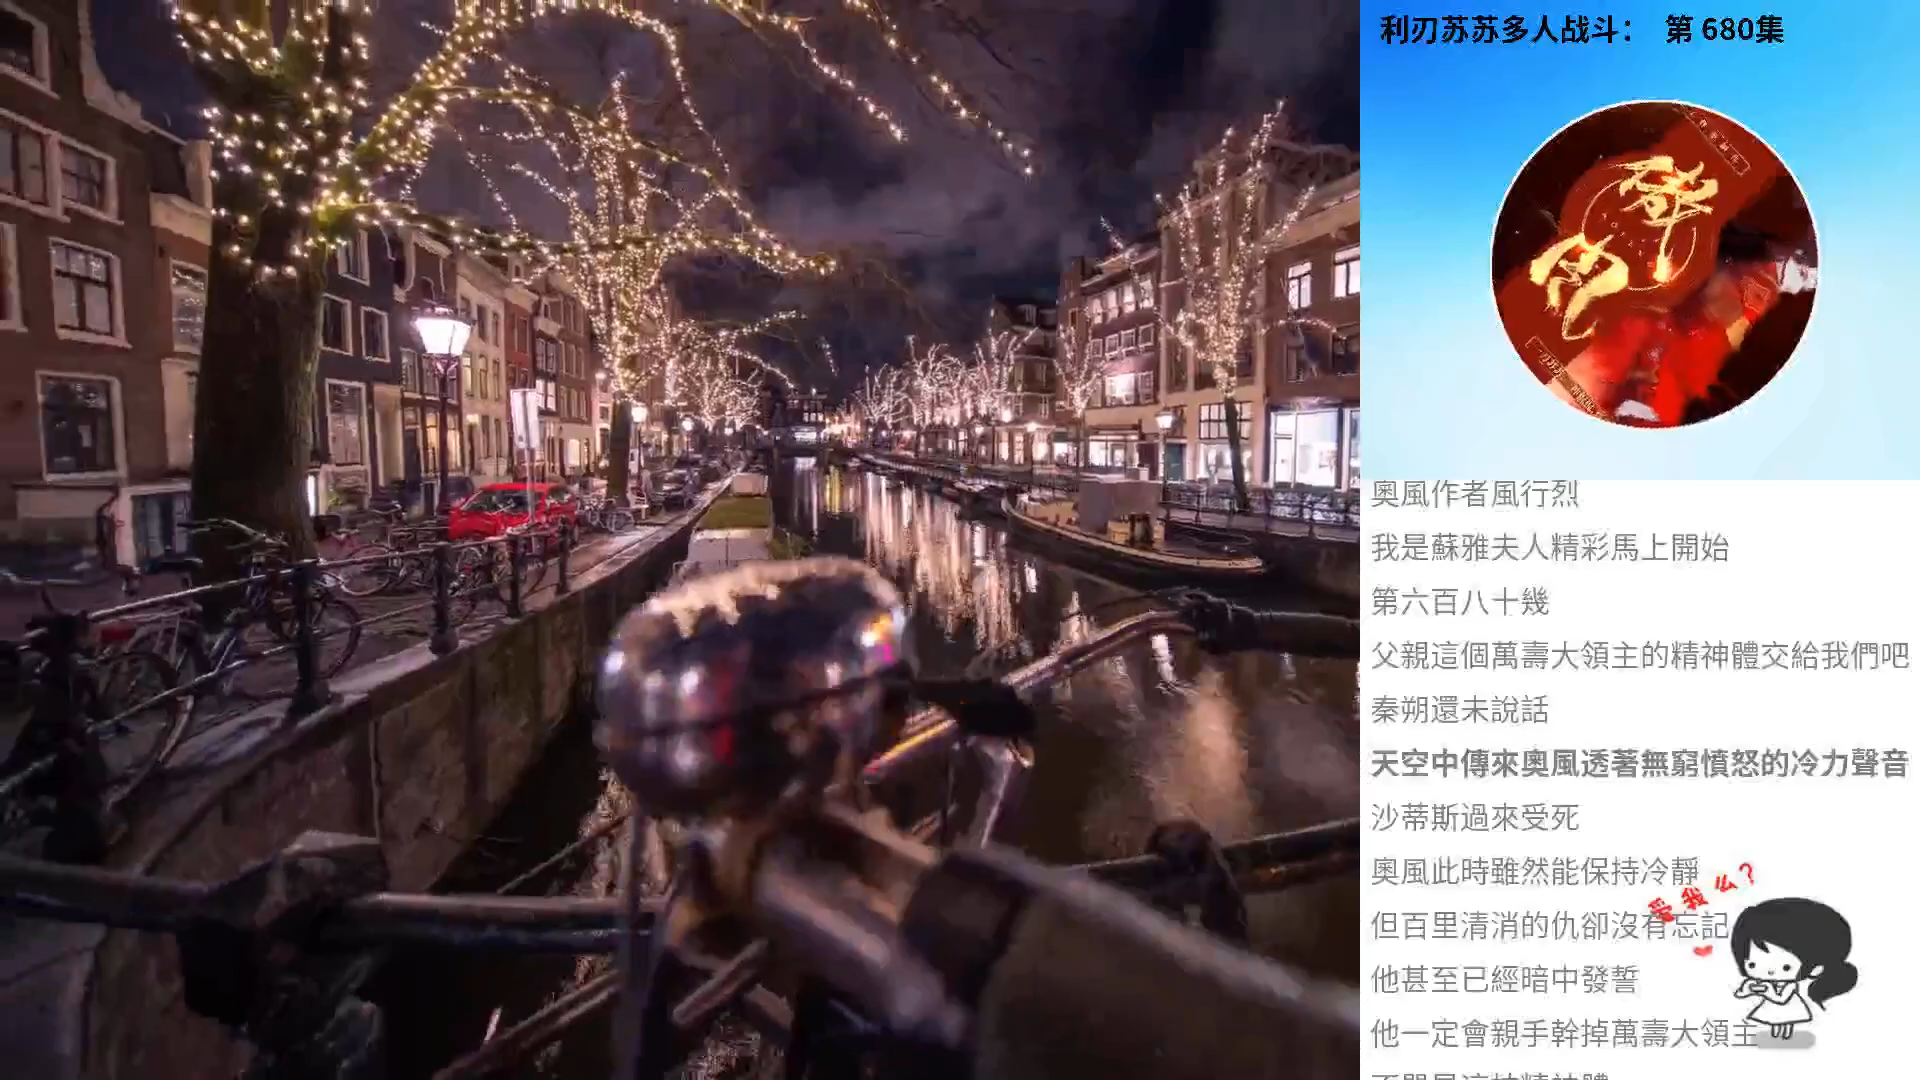 利刃苏苏多人战斗： 第 680集
奧風作者風行烈
我是蘇雅夫人精彩馬上開始
第六百八十幾
父親這個萬壽大領主的精神體交給我們吧
秦朔還未說話
天空中傳來奧風透著無窮憤怒的冷力聲音
沙蒂斯過來受死
奧風此時雖然能保持冷靜
爱我么？
但百里清消的仇卻沒有忘記
他甚至已經暗中發誓
他一定會親手幹掉萬壽大領主